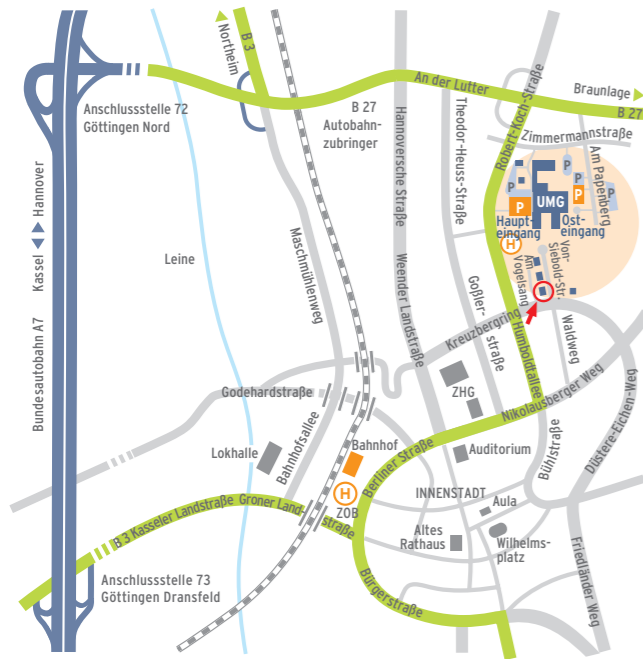 B 3
Northeim
An der Lutter
Braunlage
B 27
Anschlussstelle 72
Göttingen Nord
B 27
Autobahn-
zubringer
Hannoversche Straße
Theodor-Heuss-Straße
Robert-Koch-Straße
Zimmermannstraße
Am Papenberg
P
P
P
P
P
P
UMG
Haupt-
eingang
Ost-
eingang
H
Kassel
Hannover
Bundesautobahn A7
Leine
Maschmühlenweg
Weender Landstraße
Goßler-
straße
Am
Vogelsang
Von-
Siebold-Str.
Kreuzbergring
Humboldtallee
Waldweg
Godehardstraße
ZHG
Nikolausberger Weg
Düstere-Eichen-Weg
Lokhalle
Bahnhofsallee
Bahnhof
H
ZOB
Berliner Straße
Auditorium
Bühlstraße
INNENSTADT
Aula
B 3 Kasseler Landstraße
Groner Land-
straße
Altes
Rathaus
Wilhelms-
platz
Friedländer Weg
Anschlussstelle 73
Göttingen Dransfeld
Bürgerstraße